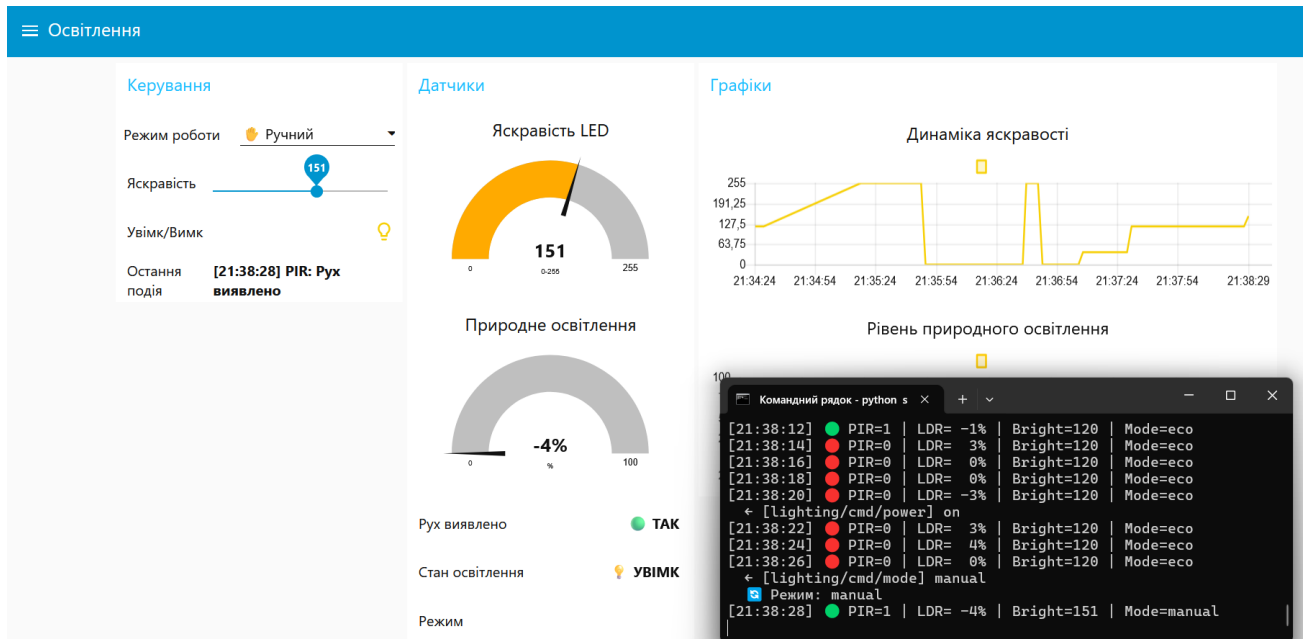 Освітлення
Керування
Режим роботи ✋ Ручний
151
Яскравість
Увімк/Вимк
Остання подія
[21:38:28] PIR: Рух виявлено
Датчики
Яскравість LED
151
0
0-255
255
Природне освітлення
-4%
0
%
100
Рух виявлено 🟢 ТАК
Стан освітлення 💡 УВІМК
Режим
Графіки
Динаміка яскравості
255
191,25
127,5
63,75
0
21:34:24 21:34:54 21:35:24 21:35:54 21:36:24 21:36:54 21:37:24 21:37:54 21:38:29
Рівень природного освітлення
100
Командний рядок - python s
[21:38:12] 🟢 PIR=1 | LDR= -1% | Bright=120 | Mode=eco
[21:38:14] 🔴 PIR=0 | LDR=  3% | Bright=120 | Mode=eco
[21:38:16] 🔴 PIR=0 | LDR=  0% | Bright=120 | Mode=eco
[21:38:18] 🔴 PIR=0 | LDR=  0% | Bright=120 | Mode=eco
[21:38:20] 🔴 PIR=0 | LDR= -3% | Bright=120 | Mode=eco
← [lighting/cmd/power] on
[21:38:22] 🔴 PIR=0 | LDR=  3% | Bright=120 | Mode=eco
[21:38:24] 🔴 PIR=0 | LDR=  4% | Bright=120 | Mode=eco
[21:38:26] 🔴 PIR=0 | LDR=  0% | Bright=120 | Mode=eco
← [lighting/cmd/mode] manual
🔄 Режим: manual
[21:38:28] 🟢 PIR=1 | LDR= -4% | Bright=151 | Mode=manual